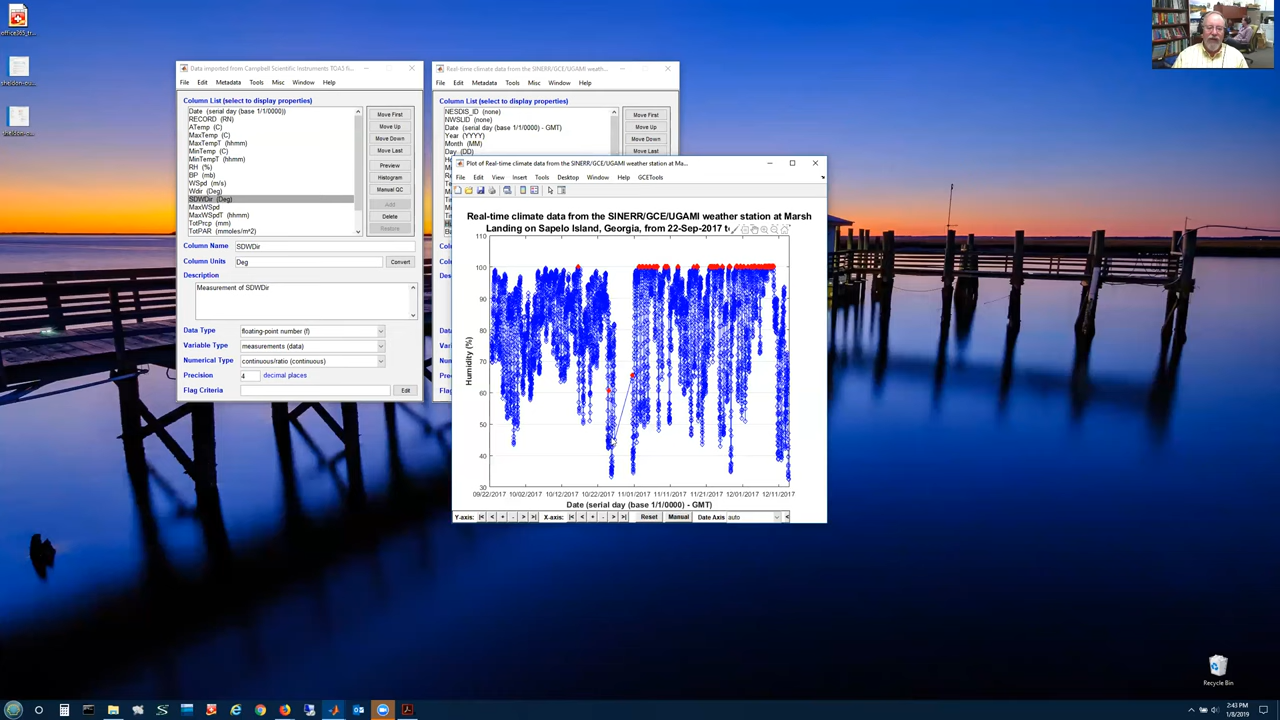 office365_tr...
Data imported from Campbell Scientific Instruments TOA5 fi...
File Edit Metadata Tools Misc Window Help
Column List (select to display properties)
Date (serial day (base 1/1/0000))
RECORD (RN)
ATemp (C)
MaxTemp (C)
MaxTempT (hhmm)
MinTemp (C)
MinTempT (hhmm)
RH (%)
BP (mb)
WSpd (m/s)
Wdir (Deg)
SDWDir (Deg)
MaxWSpd
MaxWSpdT (hhmm)
TotPrcp (mm)
TotPAR (mmoles/m^2)
Move First
Move Up
Move Down
Move Last
Preview
Histogram
Manual QC
Add
Delete
Restore
Column Name SDWDir
Column Units Deg Convert
Description
Measurement of SDWDir
Data Type floating-point number (f)
Variable Type measurements (data)
Numerical Type continuous/ratio (continuous)
Precision 4 decimal places
Flag Criteria Edit
Real-time climate data from the SINERR/GCE/UGAMI weath...
File Edit Metadata Tools Misc Window Help
Column List (select to display properties)
NESDIS_ID (none)
NWSLID (none)
Date (serial day (base 1/1/0000) - GMT)
Year (YYYY)
Month (MM)
Day (DD)
Move First
Move Up
Move Down
Move Last
Plot of Real-time climate data from the SINERR/GCE/UGAMI weather station at Ma...
File Edit View Insert Tools Desktop Window Help GCETools
Real-time climate data from the SINERR/GCE/UGAMI weather station at Marsh
Landing on Sapelo Island, Georgia, from 22-Sep-2017 t
110
100
90
80
70
60
50
40
30
Humidity (%)
09/22/2017 10/02/2017 10/12/2017 10/22/2017 11/01/2017 11/11/2017 11/21/2017 12/01/2017 12/11/2017
Date (serial day (base 1/1/0000) - GMT)
Y-axis: |< < + - > >| X-axis: |< < + - > >| Reset Manual Date Axis auto <
Recycle Bin
2:43 PM
1/8/2019